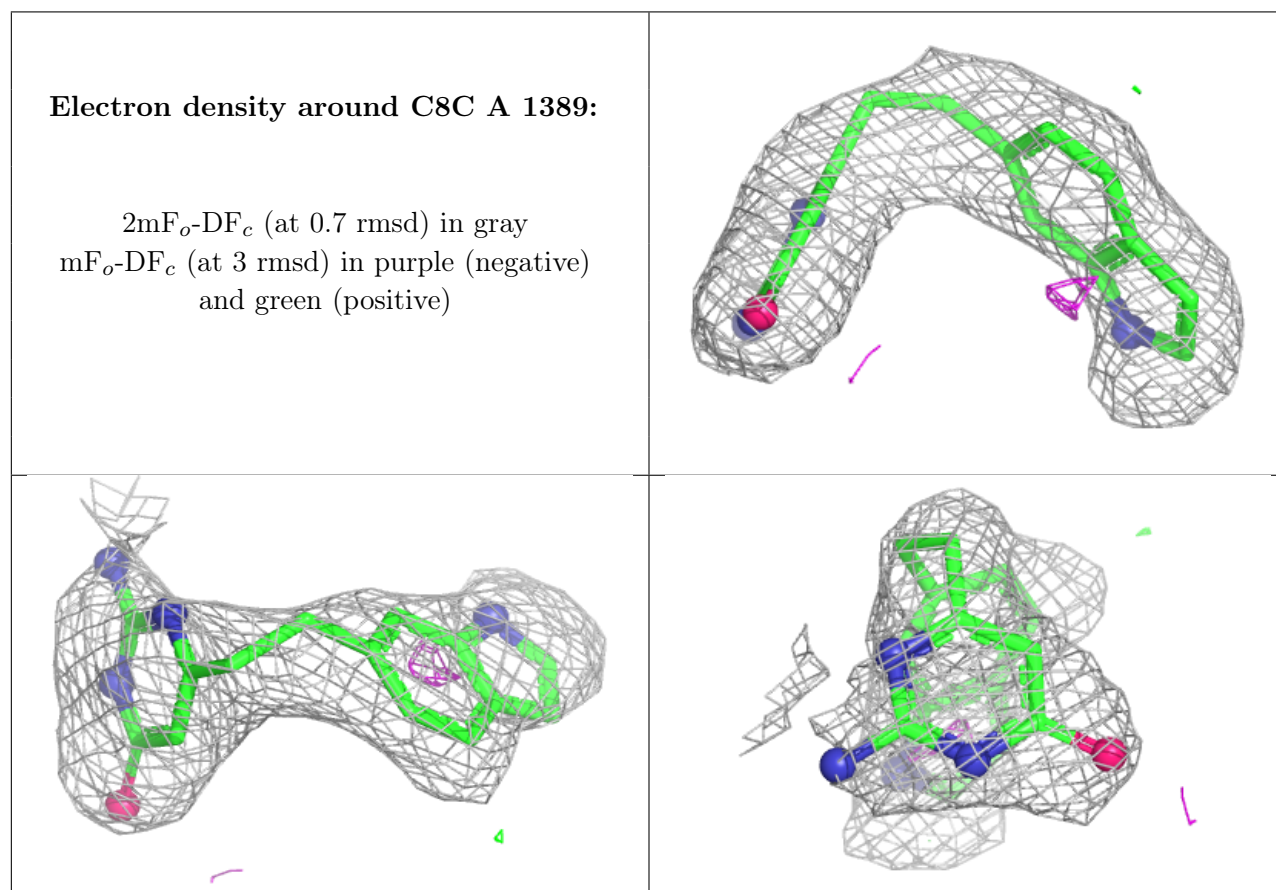 Electron density around C8C A 1389:
2mFo-DFc (at 0.7 rmsd) in gray
mFo-DFc (at 3 rmsd) in purple (negative)
and green (positive)